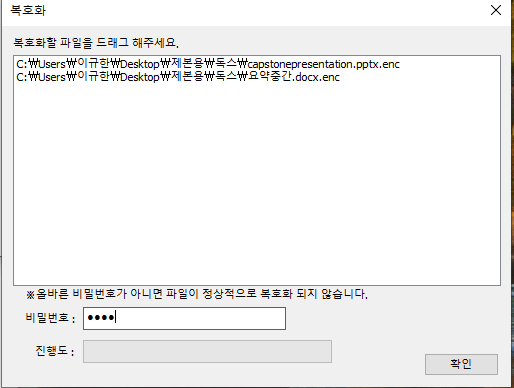 복호화
복호화할 파일을 드래그 해주세요.
C:₩Users₩이규한₩Desktop₩제본용₩독스₩capstonepresentation.pptx.enc
C:₩Users₩이규한₩Desktop₩제본용₩독스₩요약중간.docx.enc
※올바른 비밀번호가 아니면 파일이 정상적으로 복호화 되지 않습니다.
비밀번호 : ●●●●
진행도 :
확인